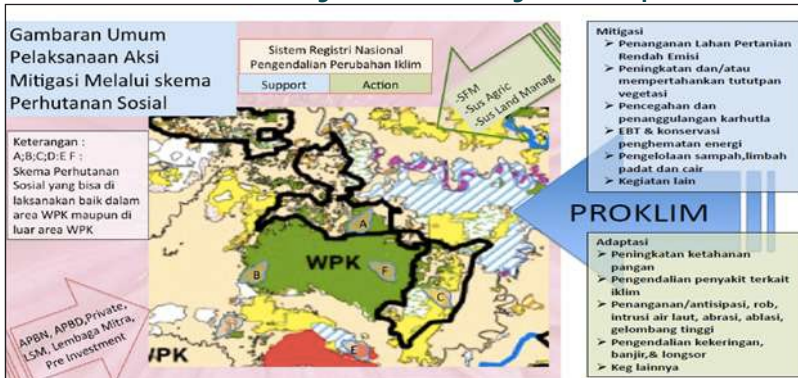 Gambaran Umum
Pelaksanaan Aksi
Mitigasi Melalui skema
Perhutanan Sosial
Sistem Registri Nasional
Pengendalian Perubahan Iklim
Support
Action
-SFM
-Sus Agric
-Sus Land Manag
Keterangan :
A;B;C;D:E F :
Skema Perhutanan
Sosial yang bisa di
laksanakan baik dalam
area WPK maupun di
luar area WPK
APBN, APBD,Private,
LSM, Lembaga Mitra,
Pre Investment
A
B
WPK
F
C
E
WPK
Mitigasi
➢ Penanganan Lahan Pertanian
Rendah Emisi
➢ Peningkatan dan/atau
mempertahankan tututpan
vegetasi
➢ Pencegahan dan
penanggulangan karhutla
➢ EBT & konservasi
penghematan energi
➢ Pengelolaan sampah,limbah
padat dan cair
➢ Kegiatan lain
PROKLIM
Adaptasi
➢ Peningkatan ketahanan
pangan
➢ Pengendalian penyakit terkait
iklim
➢ Penanganan/antisipasi, rob,
intrusi air laut, abrasi, ablasi,
gelombang tinggi
➢ Pengendalian kekeringan,
banjir,& longsor
➢ Keg lainnya